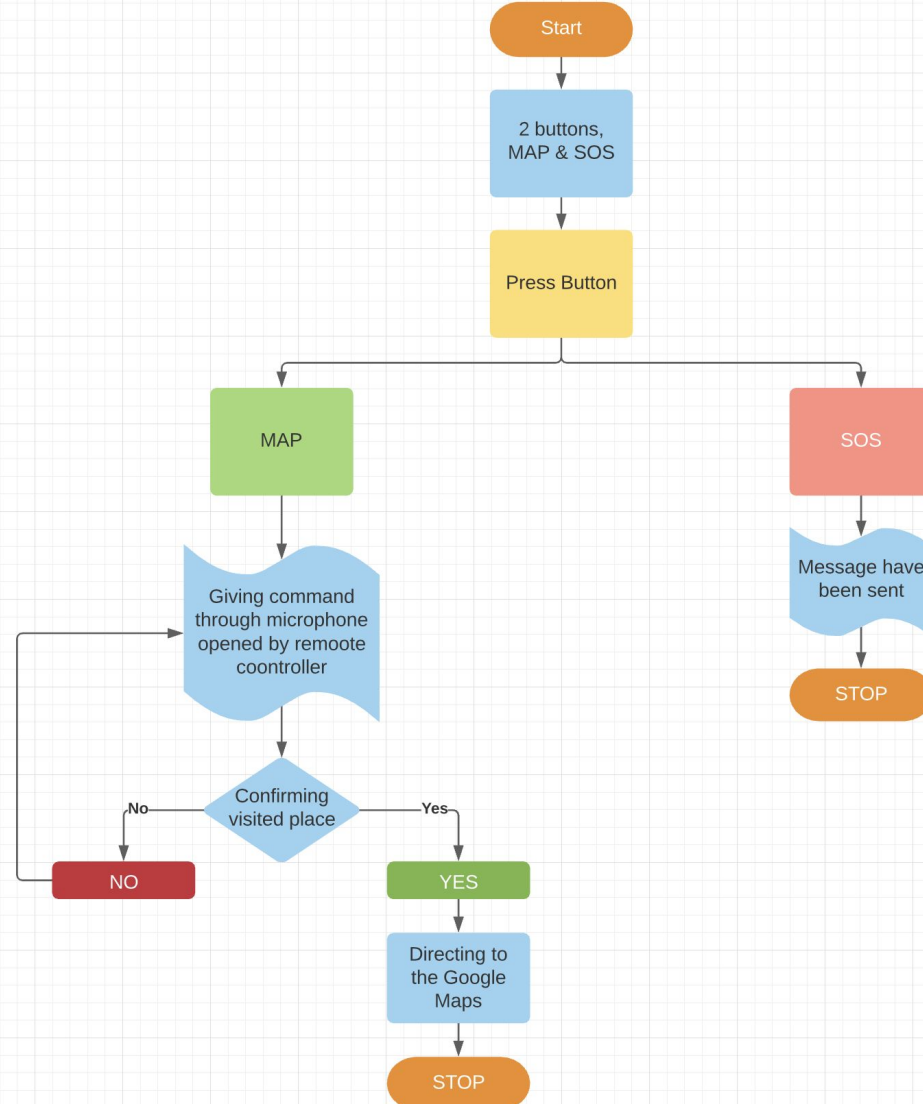 Start
2 buttons,
MAP & SOS
Press Button
MAP
SOS
Giving command
through microphone
opened by remoote
coontroller
Message have
been sent
STOP
Confirming
visited place
No
Yes
NO
YES
Directing to
the Google
Maps
STOP